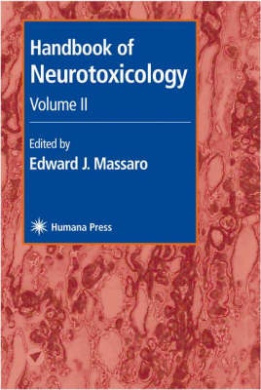 Handbook of
Neurotoxicology
Volume II
Edited by
Edward J. Massaro
Humana Press